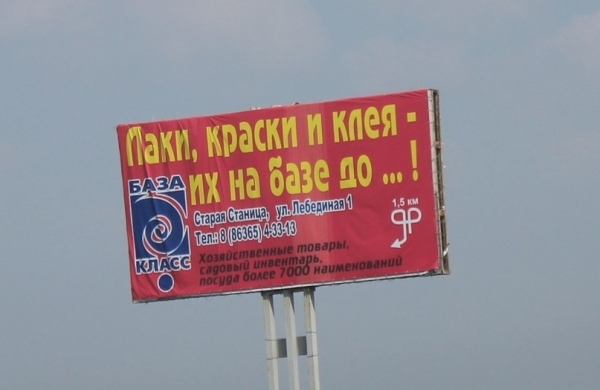 Лаки, краски и клея -
их на базе до ... !
БАЗА
КЛАСС
Старая Станица, ул. Лебединая 1
Тел.: 8 (86365) 4-33-13
Хозяйственные товары,
садовый инвентарь,
посуда более 7000 наименований
1,5 км